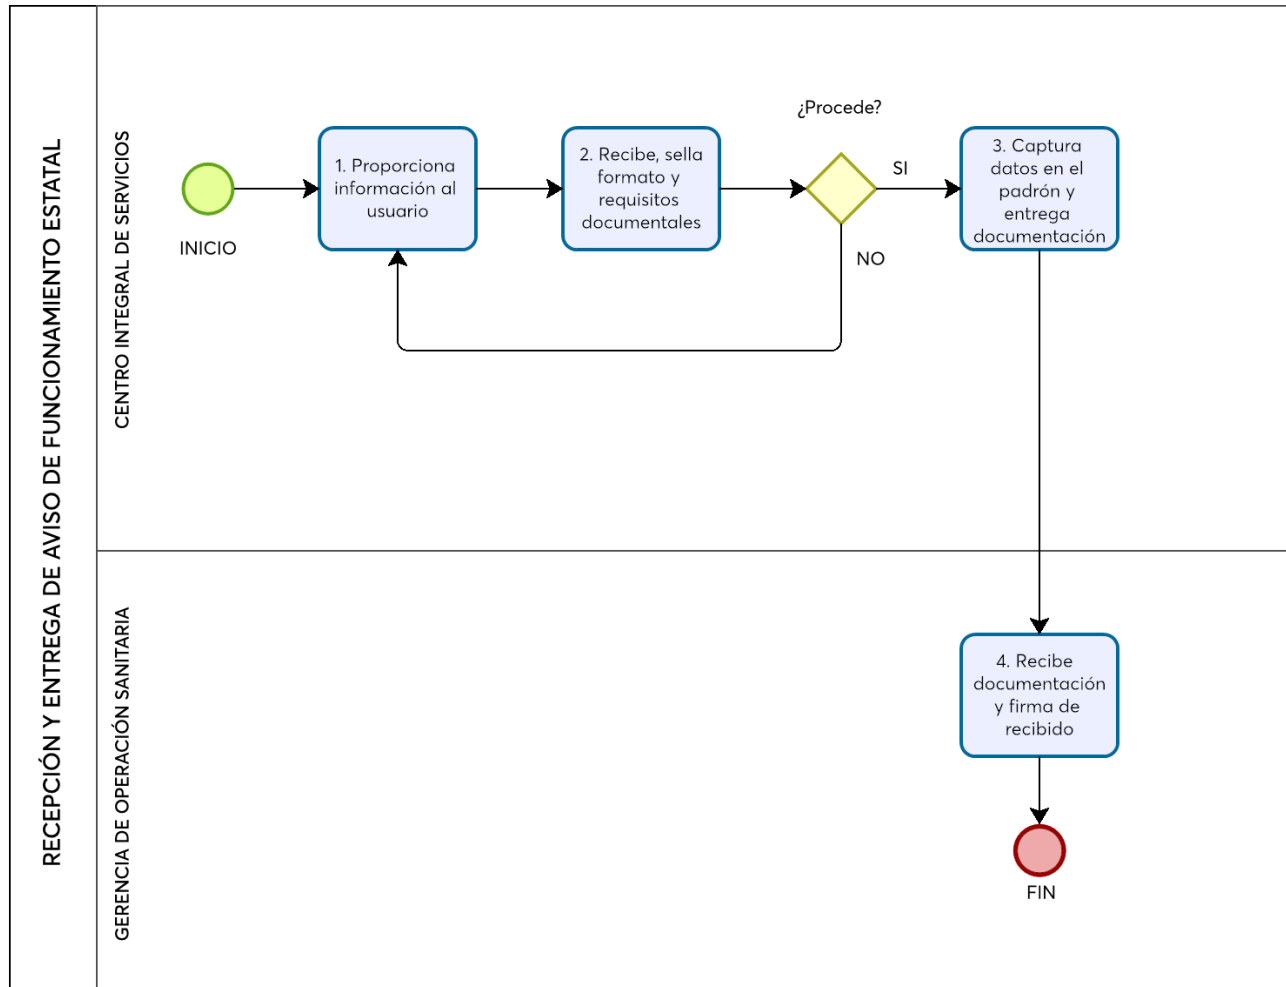 RECEPCIÓN Y ENTREGA DE AVISO DE FUNCIONAMIENTO ESTATAL
CENTRO INTEGRAL DE SERVICIOS
INICIO
1. Proporciona
información al
usuario
2. Recibe, sella
formato y
requisitos
documentales
¿Procede?
SI
NO
3. Captura
datos en el
padrón y
entrega
documentación
GERENCIA DE OPERACIÓN SANITARIA
4. Recibe
documentación
y firma de
recibido
FIN